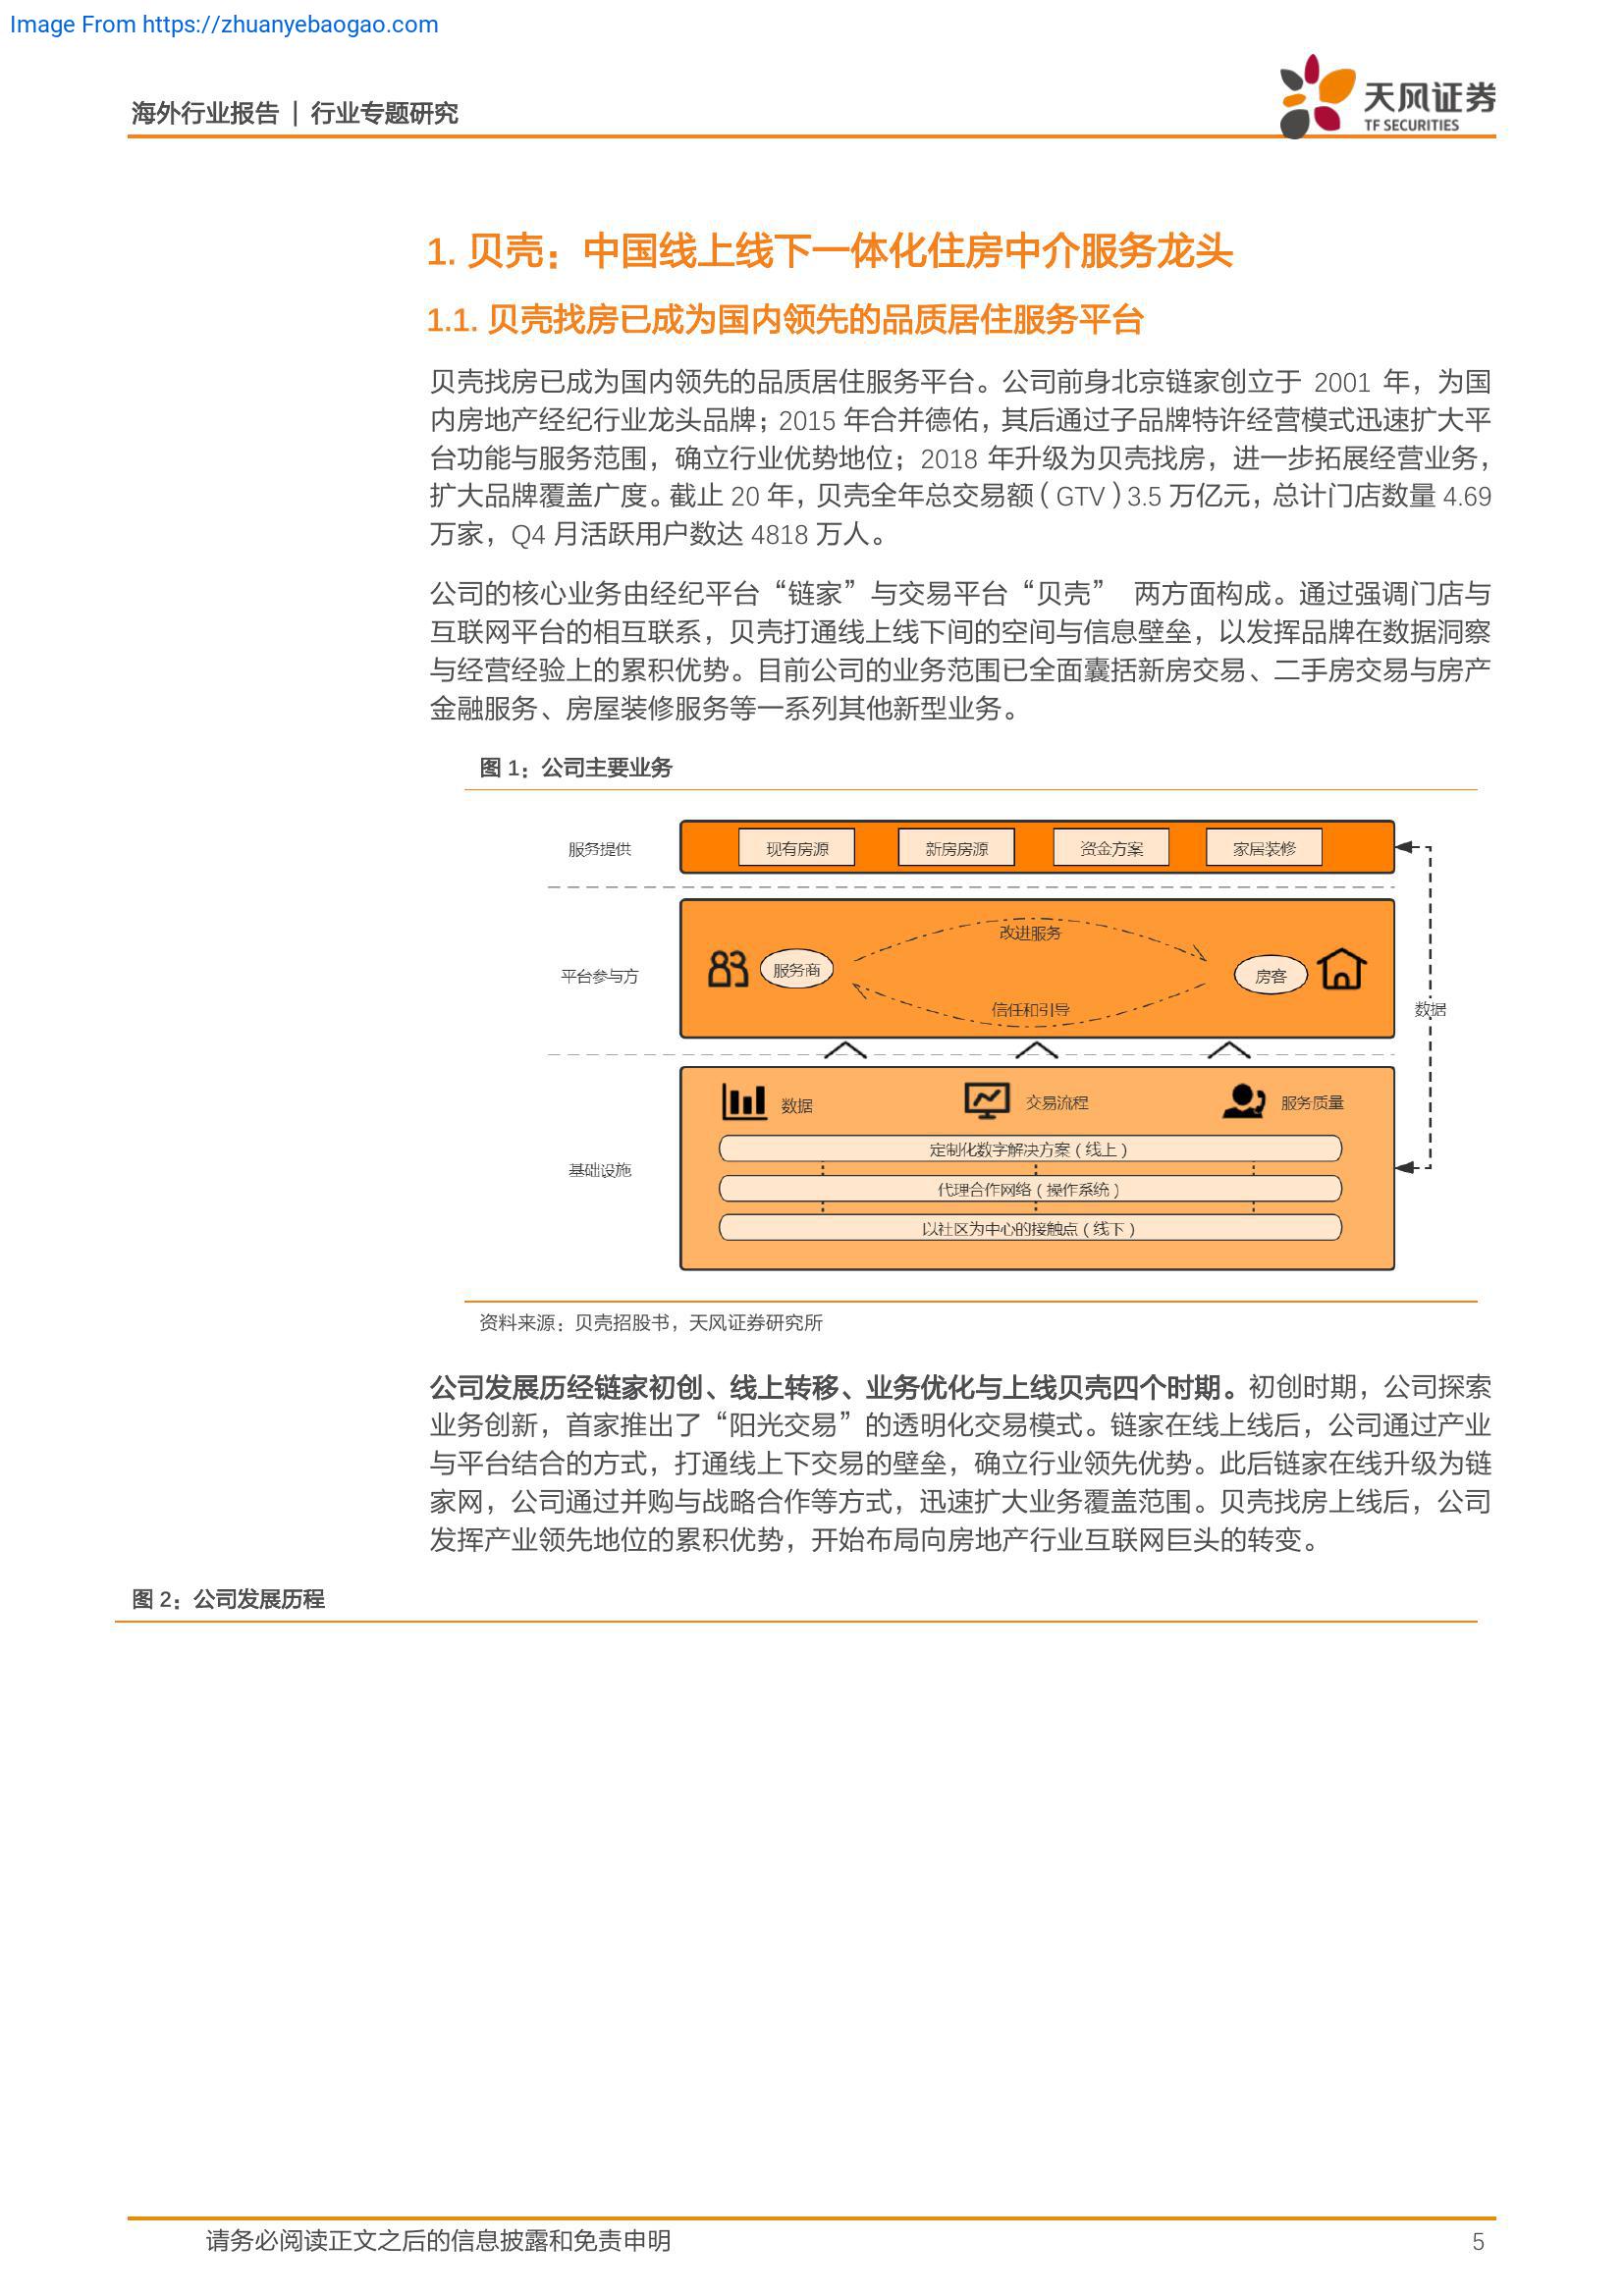 Image From https://zhuanyebaogao.com
海外行业报告 | 行业专题研究
天风证券
TF SECURITIES
1. 贝壳：中国线上线下一体化住房中介服务龙头
1.1. 贝壳找房已成为国内领先的品质居住服务平台
贝壳找房已成为国内领先的品质居住服务平台。公司前身北京链家创立于 2001 年，为国
内房地产经纪行业龙头品牌；2015 年合并德佑，其后通过子品牌特许经营模式迅速扩大平
台功能与服务范围，确立行业优势地位；2018 年升级为贝壳找房，进一步拓展经营业务，
扩大品牌覆盖广度。截止 20 年，贝壳全年总交易额（GTV）3.5 万亿元，总计门店数量 4.69
万家，Q4 月活跃用户数达 4818 万人。
公司的核心业务由经纪平台“链家”与交易平台“贝壳” 两方面构成。通过强调门店与
互联网平台的相互联系，贝壳打通线上线下间的空间与信息壁垒，以发挥品牌在数据洞察
与经营经验上的累积优势。目前公司的业务范围已全面囊括新房交易、二手房交易与房产
金融服务、房屋装修服务等一系列其他新型业务。
图 1：公司主要业务
服务提供
现有房源
新房房源
资金方案
家居装修
平台参与方
服务商
改进服务
信任和引导
房客
数据
基础设施
数据
交易流程
服务质量
定制化数字解决方案（线上）
代理合作网络（操作系统）
以社区为中心的接触点（线下）
资料来源：贝壳招股书，天风证券研究所
公司发展历经链家初创、线上转移、业务优化与上线贝壳四个时期。初创时期，公司探索
业务创新，首家推出了“阳光交易”的透明化交易模式。链家在线上线后，公司通过产业
与平台结合的方式，打通线上下交易的壁垒，确立行业领先优势。此后链家在线升级为链
家网，公司通过并购与战略合作等方式，迅速扩大业务覆盖范围。贝壳找房上线后，公司
发挥产业领先地位的累积优势，开始布局向房地产行业互联网巨头的转变。
图 2：公司发展历程
请务必阅读正文之后的信息披露和免责申明
5